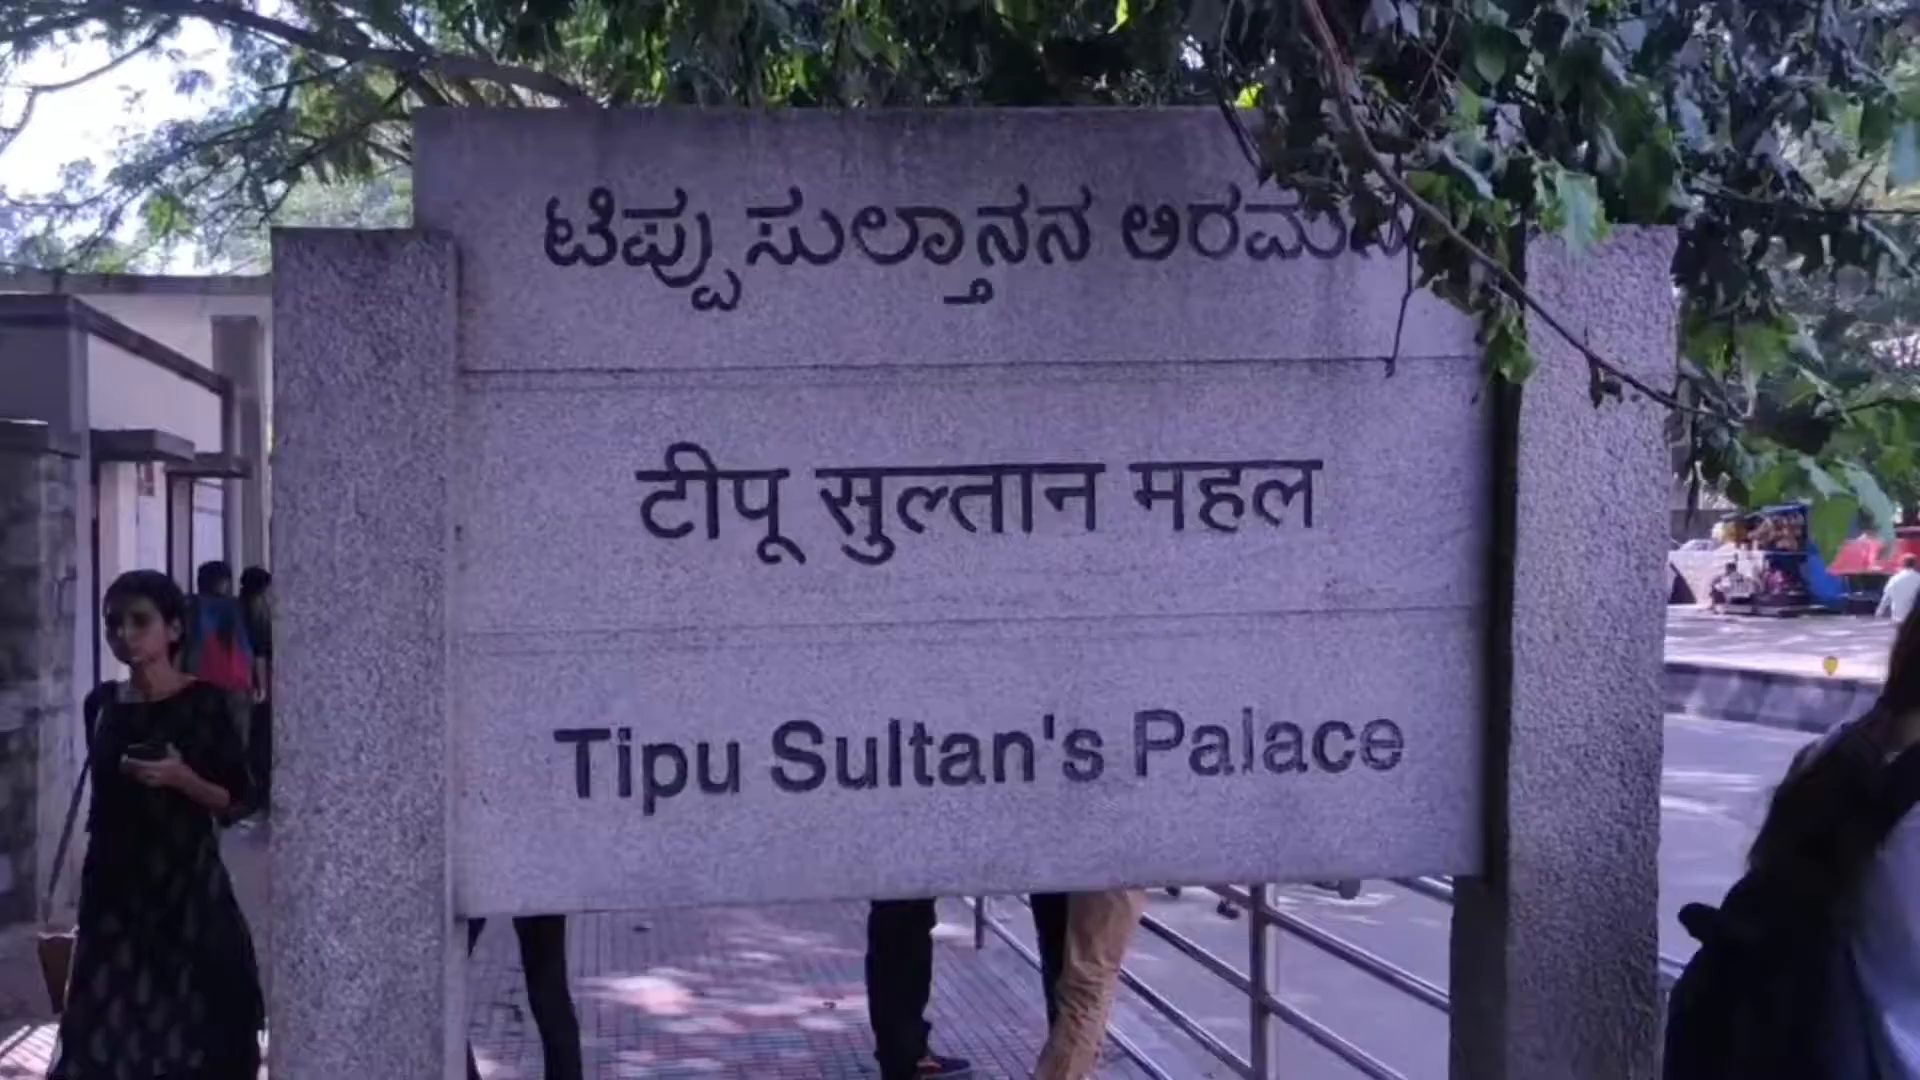 ಟಿಪ್ಪು ಸುಲ್ತಾನನ
टीपू सुल्तान महल
Tipu Sultan's Palace